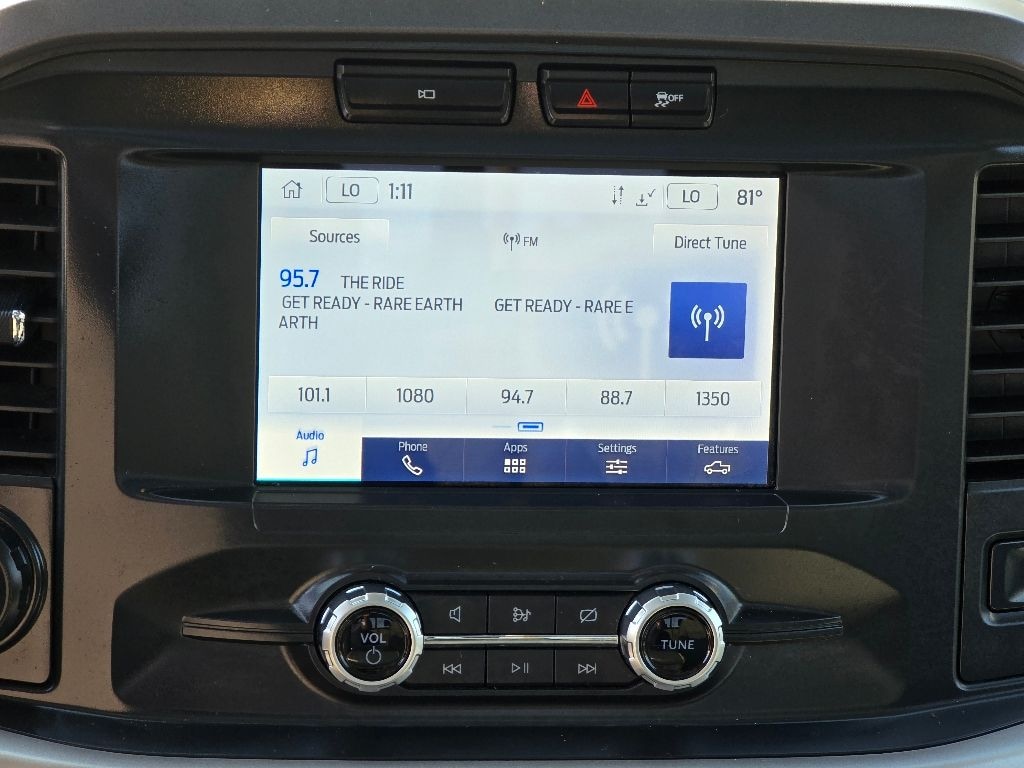 OFF
LO 1:11 LO 81°
Sources FM Direct Tune
95.7 THE RIDE
GET READY - RARE EARTH GET READY - RARE E
ARTH
101.1 1080 94.7 88.7 1350
Audio Phone Apps Settings Features
VOL TUNE